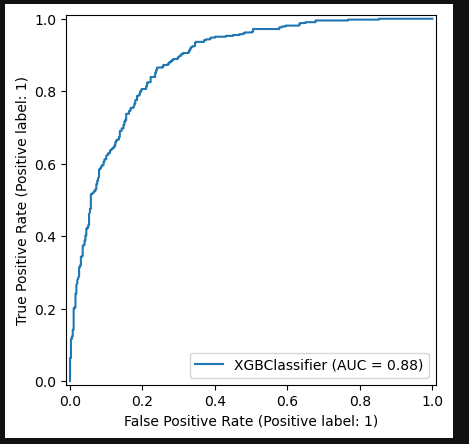 1.0
0.8
0.6
0.4
0.2
0.0
True Positive Rate (Positive label: 1)
XGBClassifier (AUC = 0.88)
0.0 0.2 0.4 0.6 0.8 1.0
False Positive Rate (Positive label: 1)